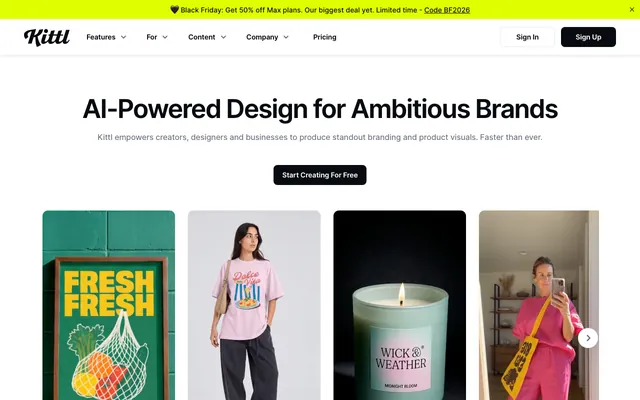 🖤 Black Friday: Get 50% off Max plans. Our biggest deal yet. Limited time - Code BF2026
Kittl
Features
For
Content
Company
Pricing
Sign In
Sign Up
AI-Powered Design for Ambitious Brands
Kittl empowers creators, designers and businesses to produce standout branding and product visuals. Faster than ever.
Start Creating For Free
FRESH
FRESH
Dolce
Vita
WICK &
WEATHER
MIDNIGHT BLOOM